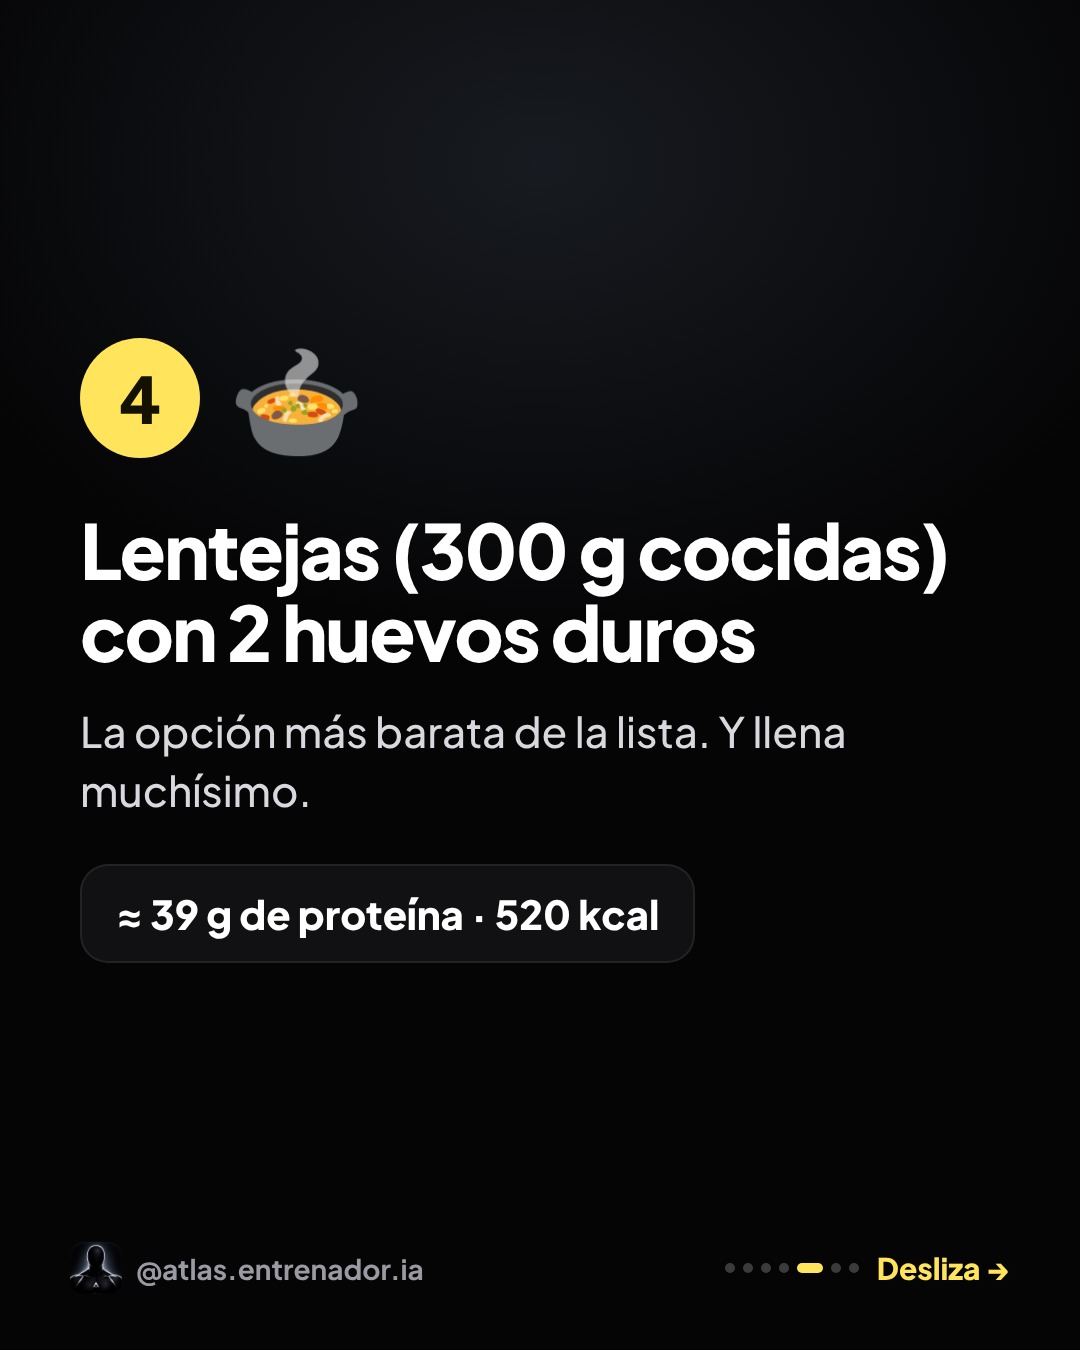 4
Lentejas (300 g cocidas)
con 2 huevos duros
La opción más barata de la lista. Y llena
muchísimo.
≈ 39 g de proteína · 520 kcal
@atlas.entrenador.ia
Desliza →